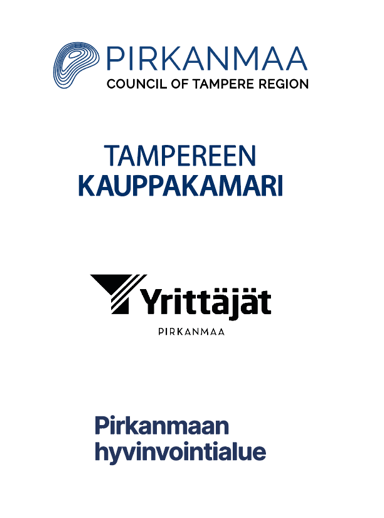 PIRKANMAA
COUNCIL OF TAMPERE REGION
TAMPEREEN
KAUPPAKAMARI
Yrittäjät
PIRKANMAA
Pirkanmaan
hyvinvointialue